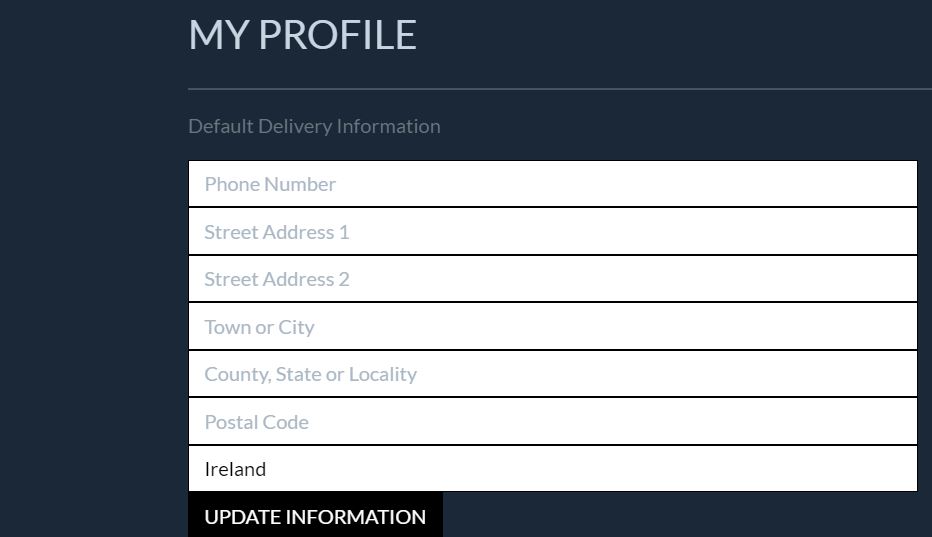 MY PROFILE
Default Delivery Information
Phone Number
Street Address 1
Street Address 2
Town or City
County, State or Locality
Postal Code
Ireland
UPDATE INFORMATION